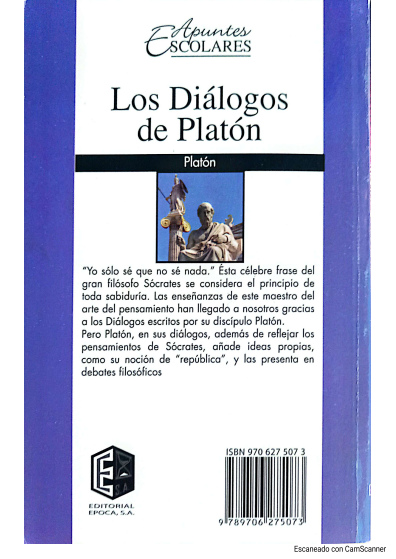 Apuntes
ESCOLARES
Los Diálogos
de Platón
Platón
"Yo sólo sé que no sé nada." Ésta célebre frase del
gran filósofo Sócrates se considera el principio de
toda sabiduría. Las enseñanzas de este maestro del
arte del pensamiento han llegado a nosotros gracias
a los Diálogos escritos por su discípulo Platón.
Pero Platón, en sus diálogos, además de reflejar los
pensamientos de Sócrates, añade ideas propias,
como su noción de "república", y las presenta en
debates filosóficos
ISBN 970 627 507 3
9 789706 275073
EDITORIAL
EPOCA, S.A.
Escaneado con CamScanner